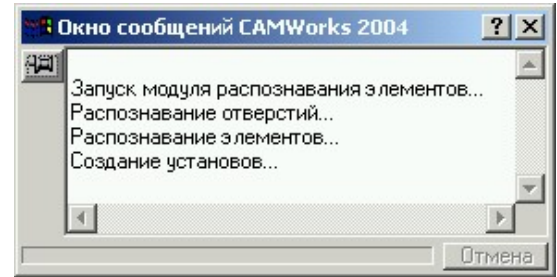 Окно сообщений CAMWorks 2004
Запуск модуля распознавания элементов...
Распознавание отверстий...
Распознавание элементов...
Создание установов...
Отмена